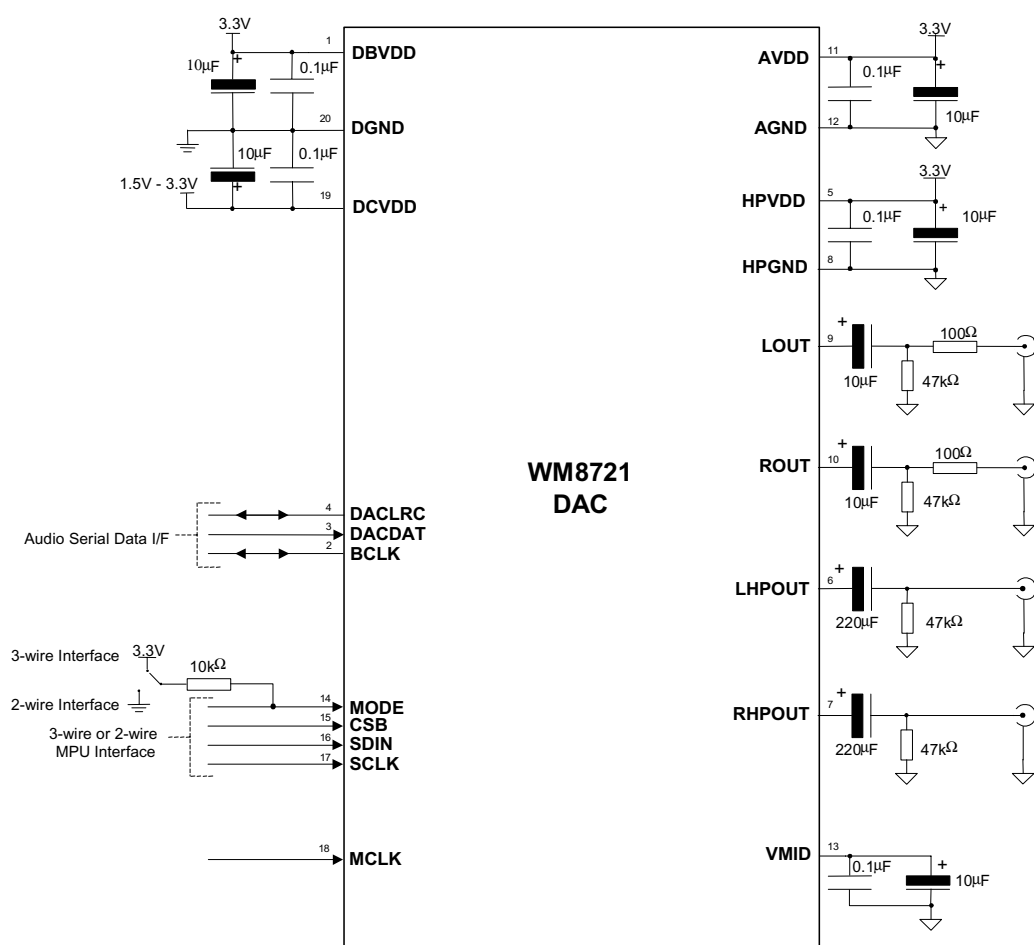 3.3V
1
DBVDD
10µF
0.1µF
20
DGND
10µF
0.1µF
1.5V - 3.3V
19
DCVDD
3.3V
11
AVDD
+
0.1µF
10µF
12
AGND
3.3V
5
HPVDD
+
0.1µF
10µF
8
HPGND
LOUT
9
+
10µF
47kΩ
100Ω
ROUT
10
+
10µF
47kΩ
100Ω
WM8721
DAC
Audio Serial Data I/F
4
DACLRC
3
DACDAT
2
BCLK
LHPOUT
6
+
220µF
47kΩ
3-wire Interface
3.3V
10kΩ
2-wire Interface
3-wire or 2-wire
MPU Interface
14
MODE
15
CSB
16
SDIN
17
SCLK
RHPOUT
7
+
220µF
47kΩ
18
MCLK
VMID
13
+
0.1µF
10µF